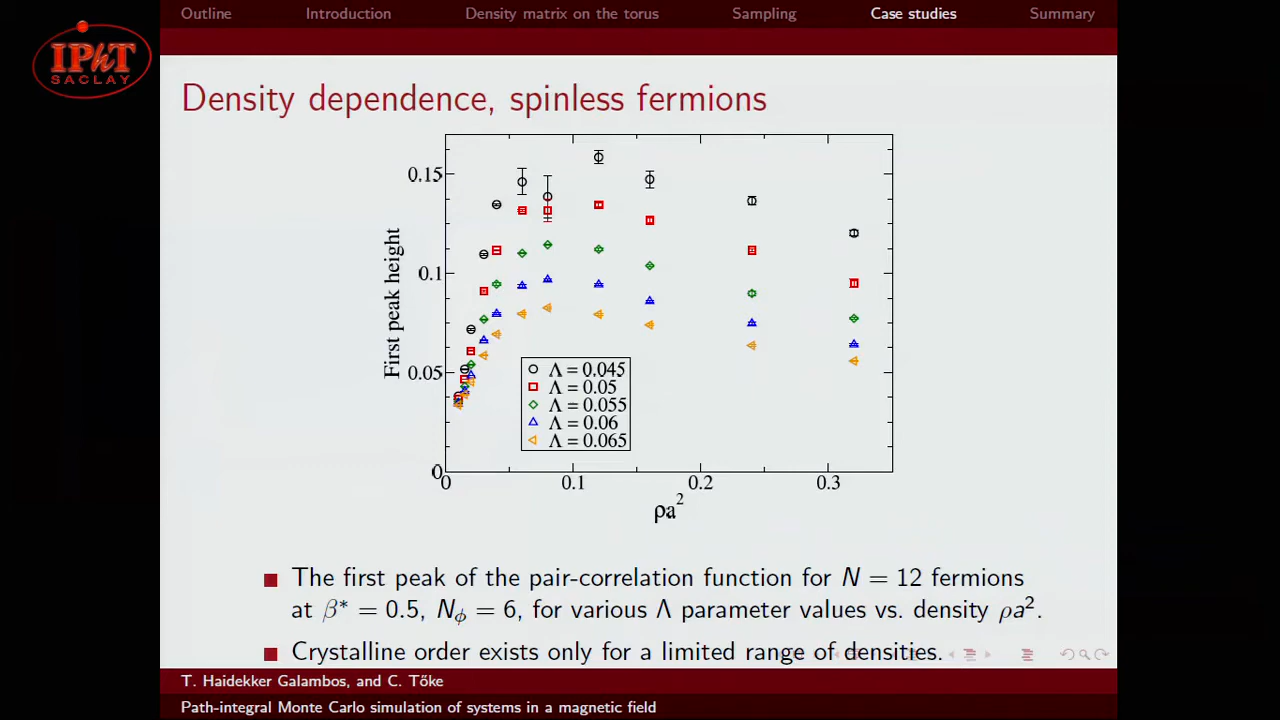 Outline Introduction Density matrix on the torus Sampling Case studies Summary
IPhT
SACLAY
Density dependence, spinless fermions
0.15
0.1
0.05
0
First peak height
Λ = 0.045
Λ = 0.05
Λ = 0.055
Λ = 0.06
Λ = 0.065
0 0.1 0.2 0.3
ρa²
The first peak of the pair-correlation function for N = 12 fermions
at β* = 0.5, N_ϕ = 6, for various Λ parameter values vs. density ρa².
Crystalline order exists only for a limited range of densities.
T. Haidekker Galambos, and C. Tőke
Path-integral Monte Carlo simulation of systems in a magnetic field